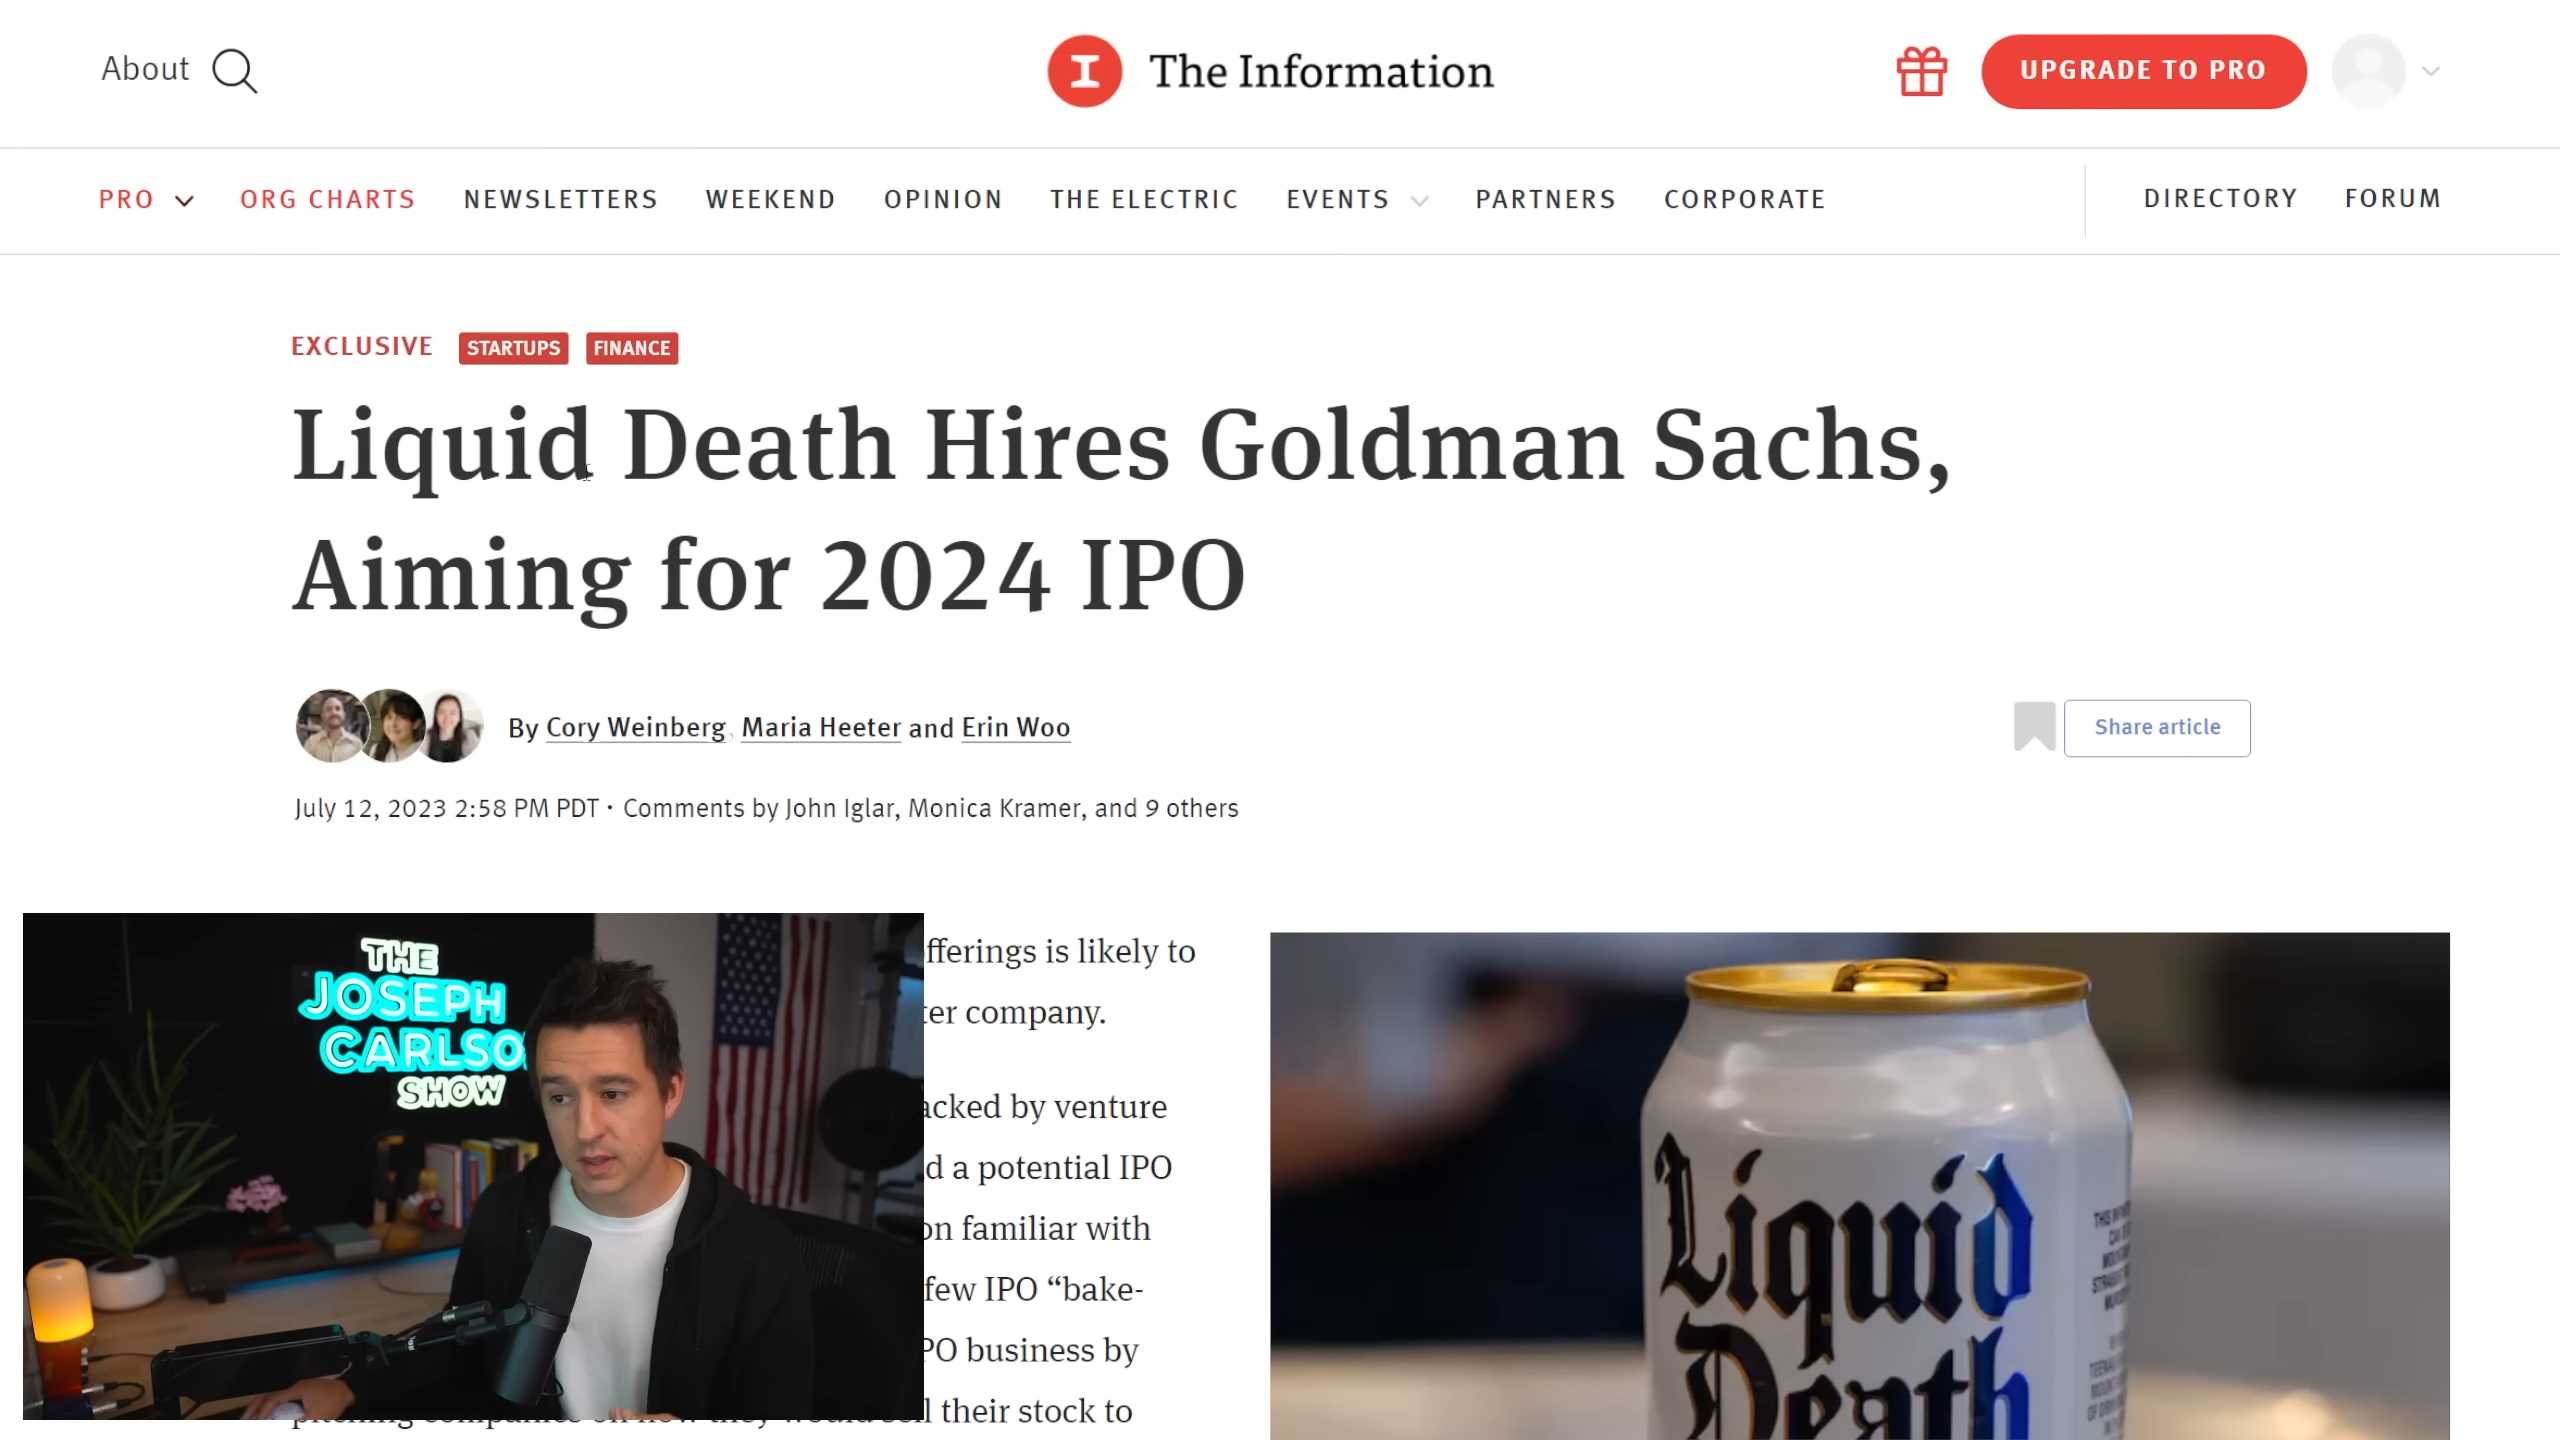 About
The Information
UPGRADE TO PRO
PRO ORG CHARTS NEWSLETTERS WEEKEND OPINION THE ELECTRIC EVENTS PARTNERS CORPORATE DIRECTORY FORUM
EXCLUSIVE STARTUPS FINANCE
Liquid Death Hires Goldman Sachs,
Aiming for 2024 IPO
By Cory Weinberg, Maria Heeter and Erin Woo
Share article
July 12, 2023 2:58 PM PDT · Comments by John Iglar, Monica Kramer, and 9 others
fferings is likely to
ter company.
acked by venture
d a potential IPO
on familiar with
few IPO “bake-
PO business by
their stock to
THE
JOSEPH
CARLSO
SHOW
Liquid
Death